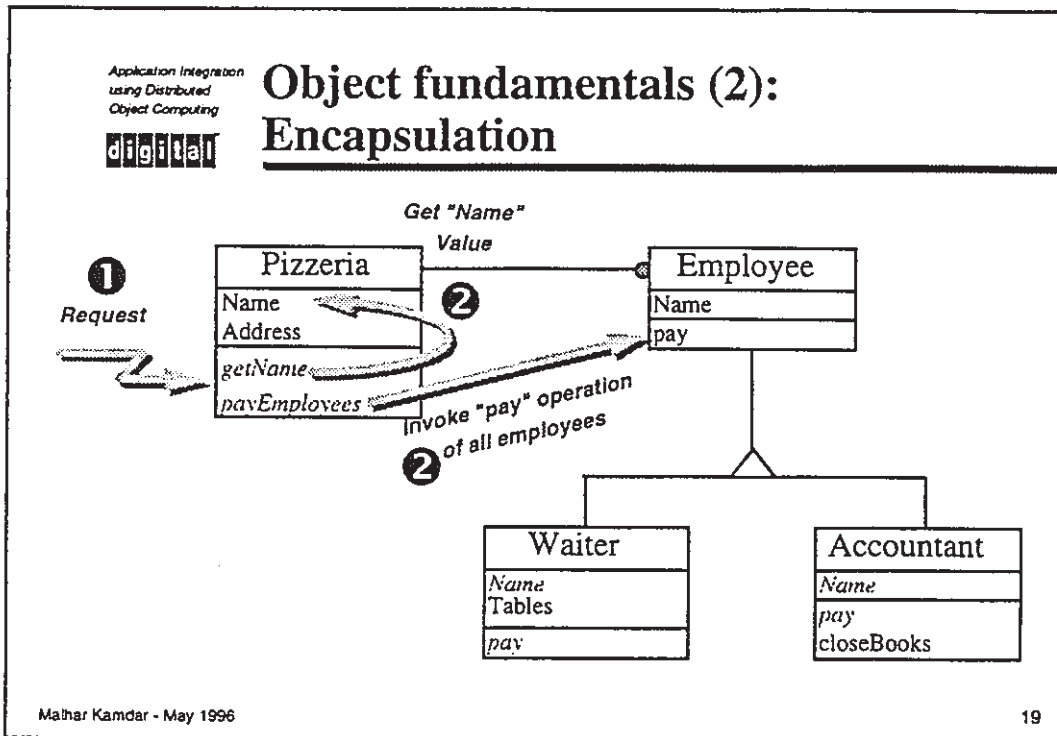 Application Integration
using Distributed
Object Computing
digital
Object fundamentals (2):
Encapsulation
Get "Name"
Value
1
Request
Pizzeria
Name
Address
getName
payEmployees
2
Invoke "pay" operation
of all employees
2
Employee
Name
pay
Waiter
Name
Tables
pay
Accountant
Name
pay
closeBooks
Malhar Kamdar - May 1996
19